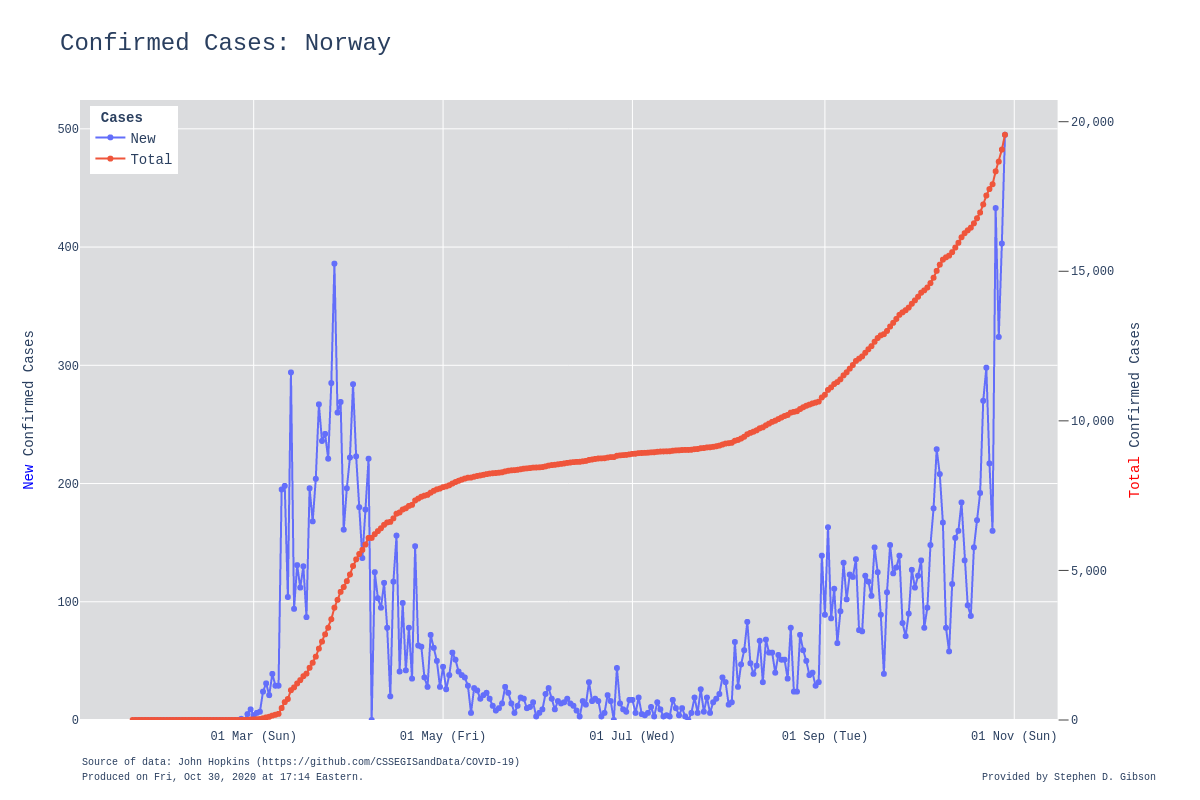 Confirmed Cases: Norway
Cases
New
Total
500
400
300
200
100
0
20,000
15,000
10,000
5,000
0
New Confirmed Cases
Total Confirmed Cases
01 Mar (Sun) 01 May (Fri) 01 Jul (Wed) 01 Sep (Tue) 01 Nov (Sun)
Source of data: John Hopkins (https://github.com/CSSEGISandData/COVID-19)
Produced on Fri, Oct 30, 2020 at 17:14 Eastern.
Provided by Stephen D. Gibson